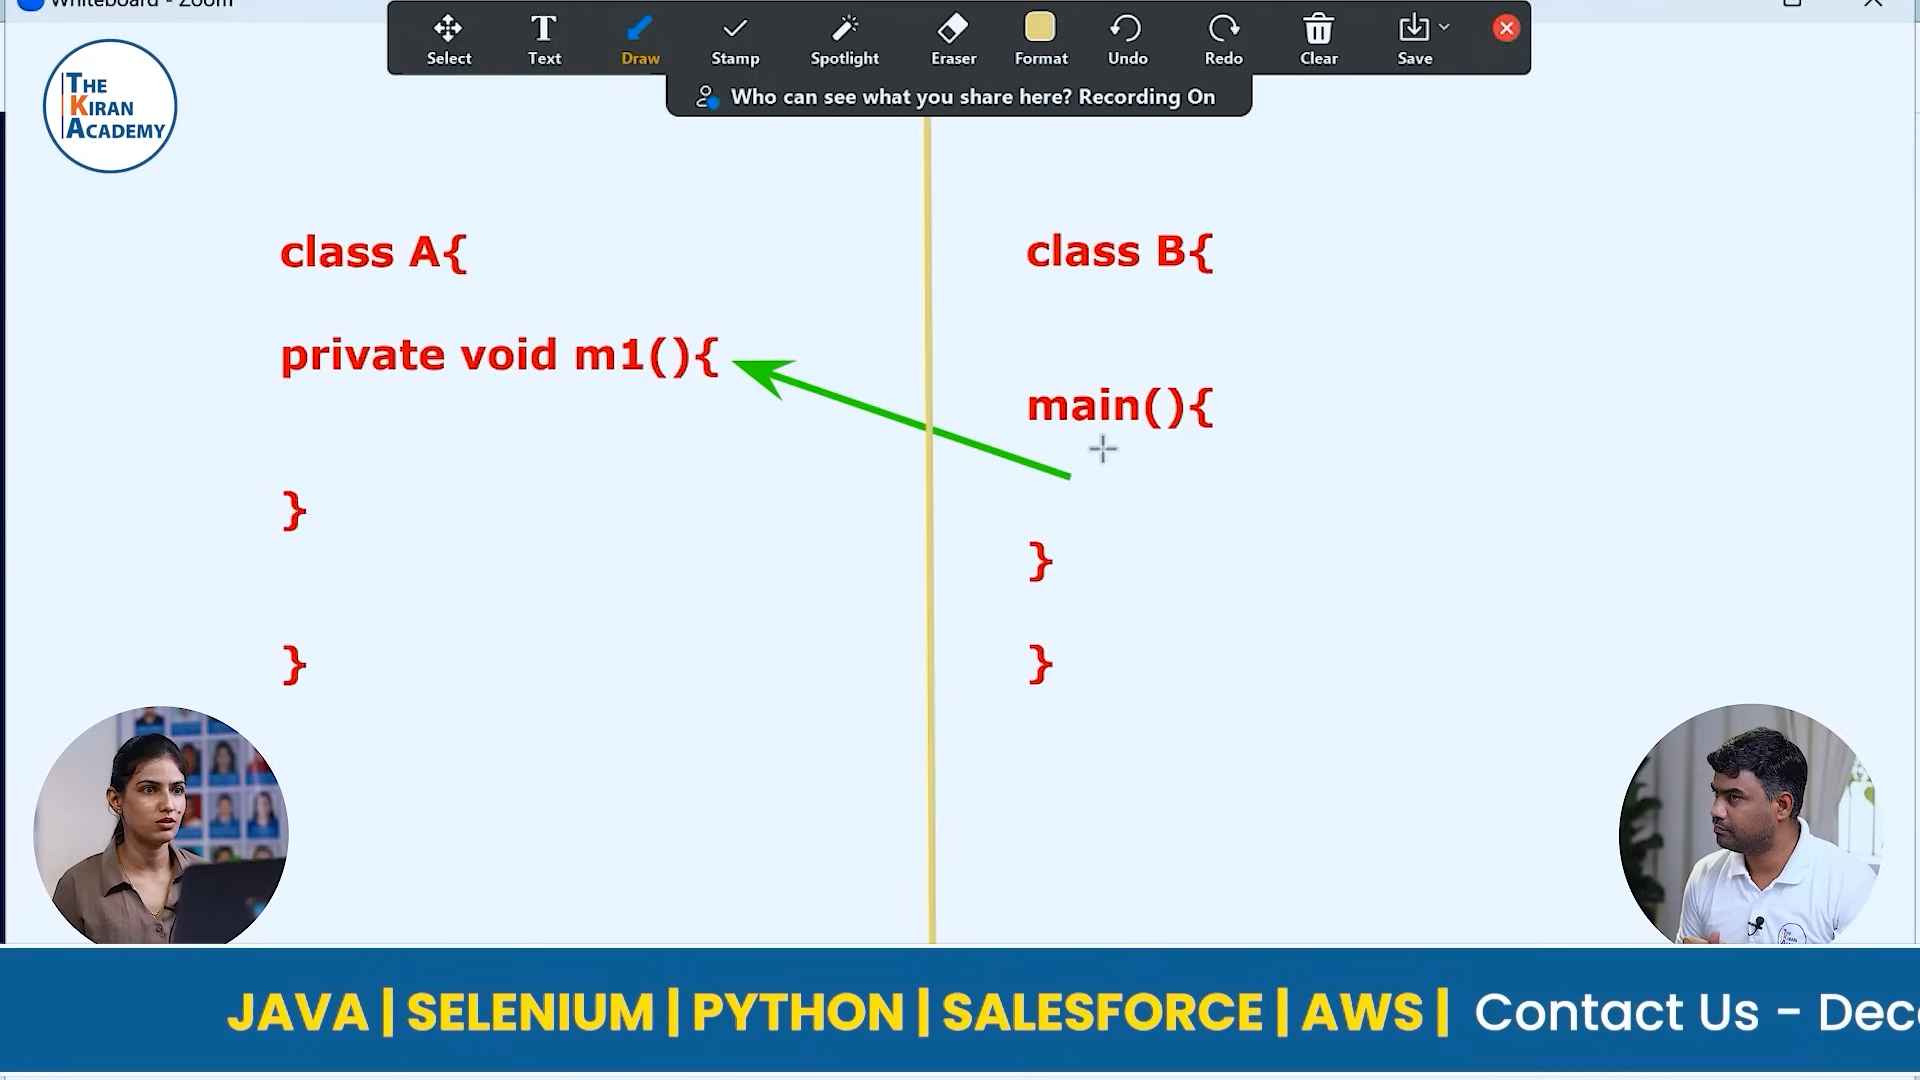 Whiteboard - Zoom
Select
Text
Draw
Stamp
Spotlight
Eraser
Format
Undo
Redo
Clear
Save
Who can see what you share here? Recording On
THE
KIRAN
ACADEMY
class A{
private void m1(){
}
}
class B{
main(){
}
}
JAVA | SELENIUM | PYTHON | SALESFORCE | AWS | Contact Us -